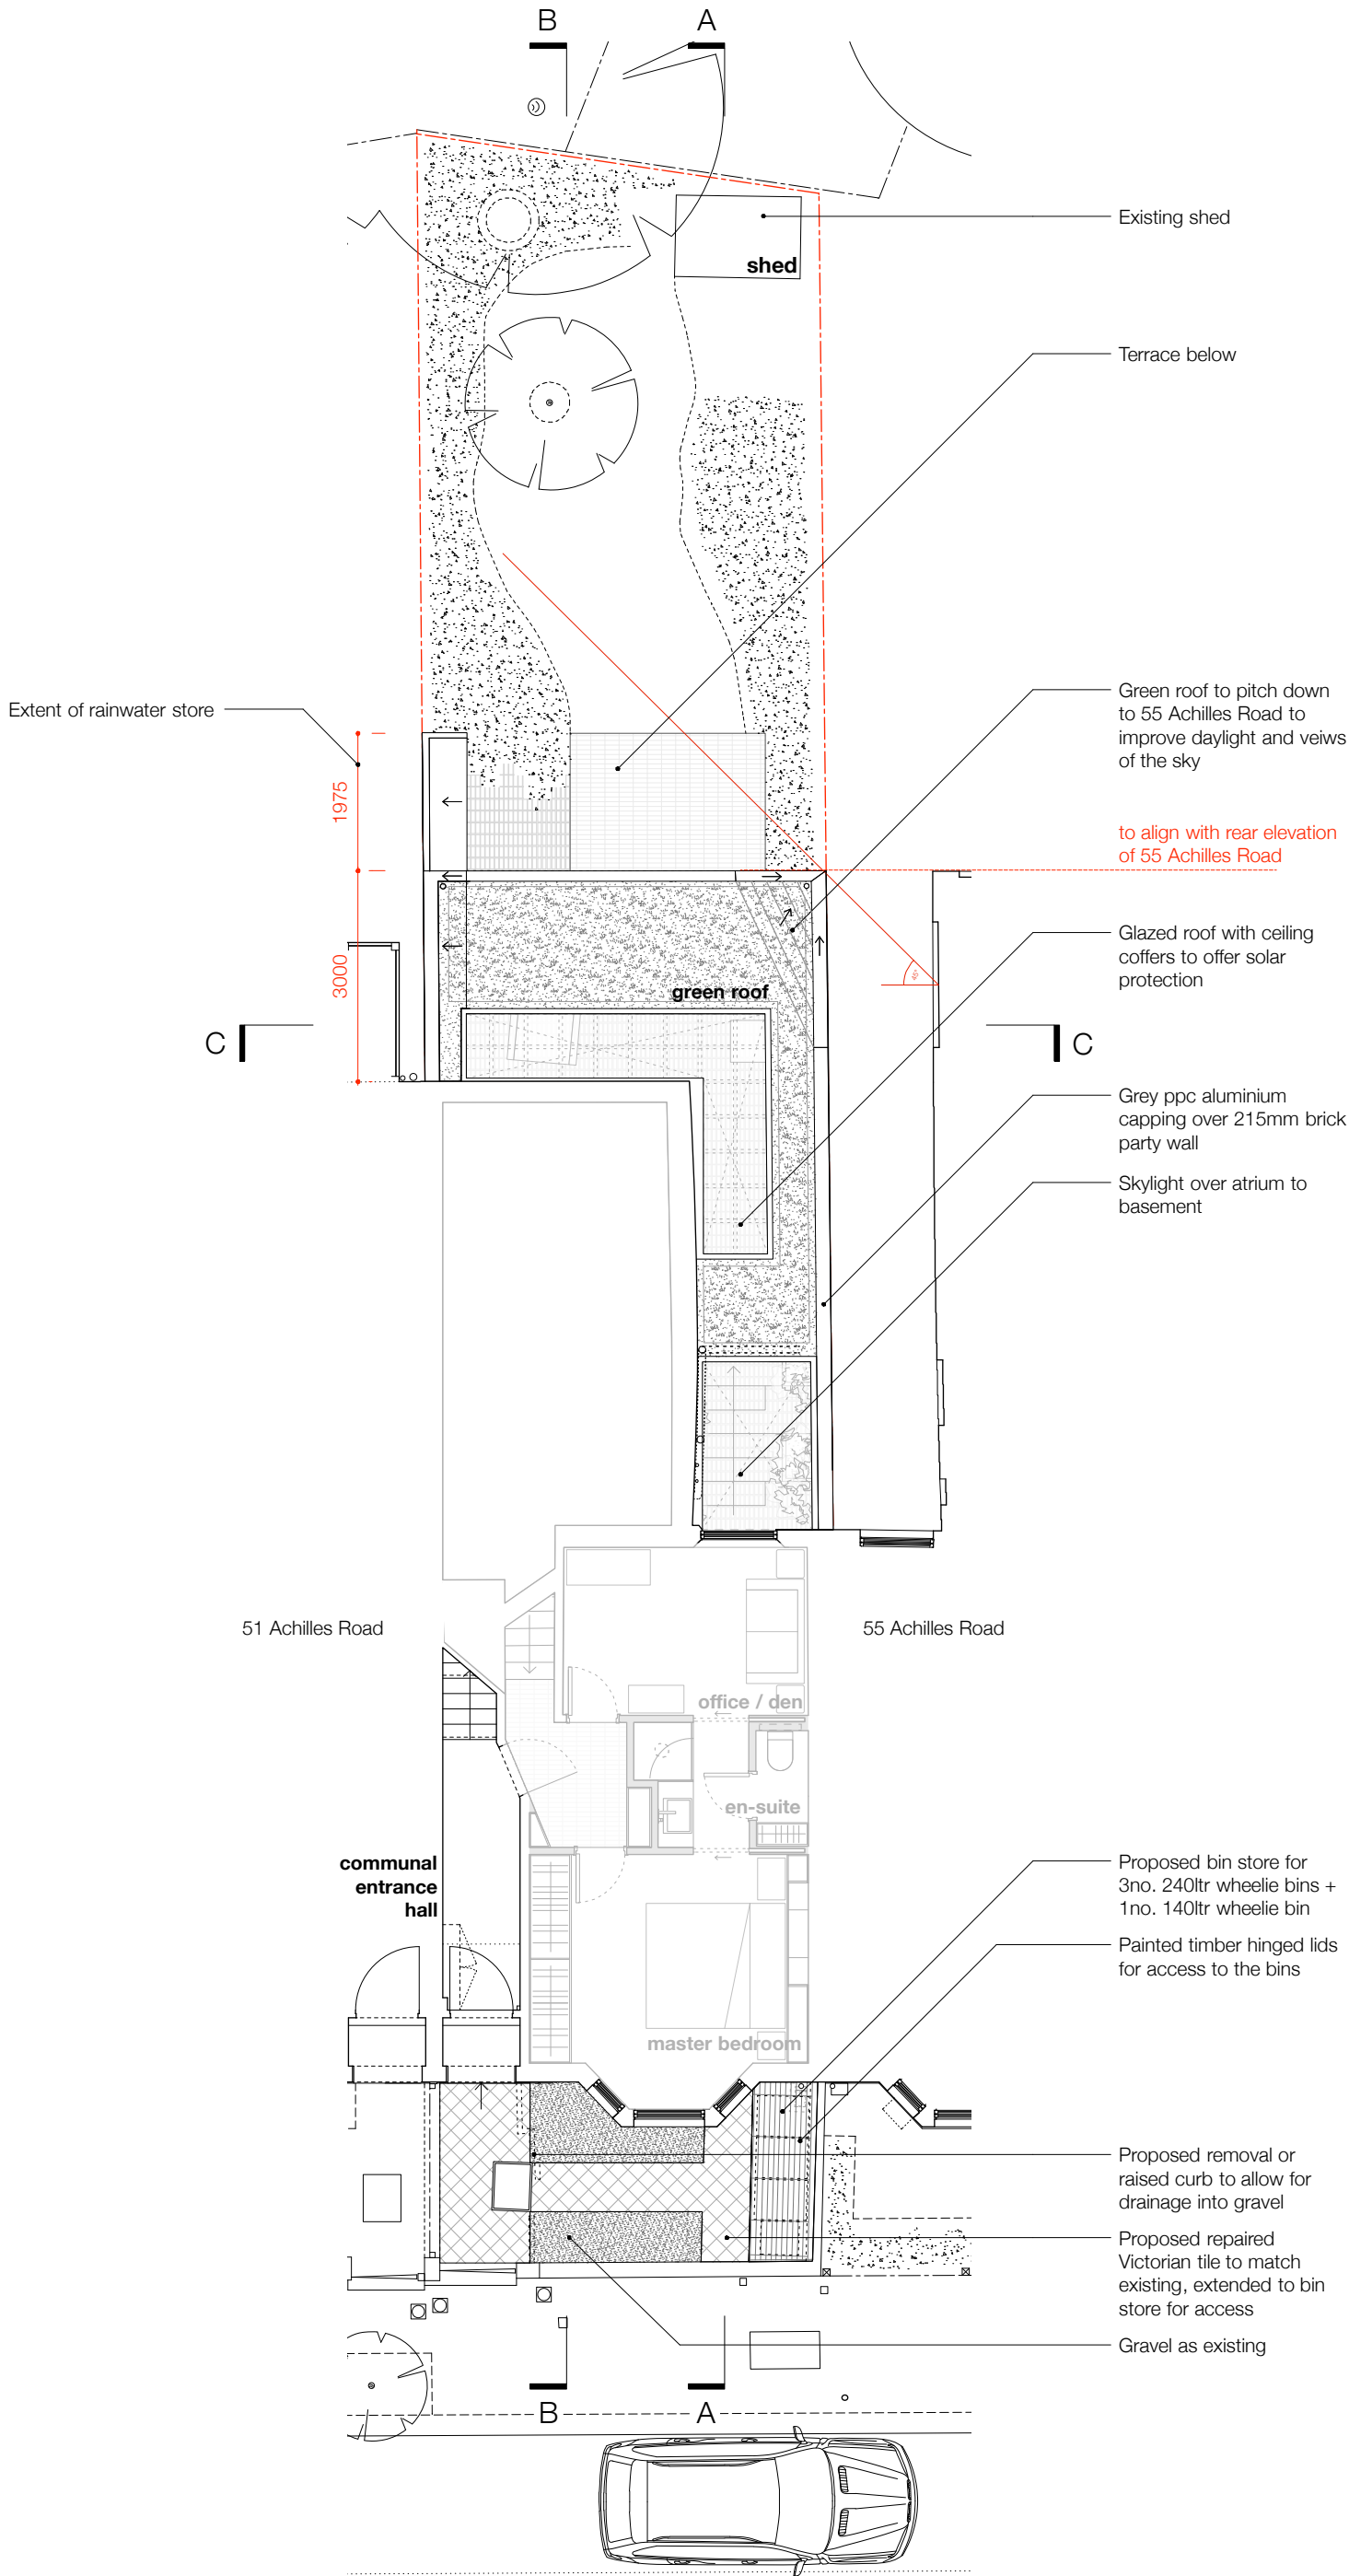 B
A
Existing shed
shed
Terrace below
Extent of rainwater store
Green roof to pitch down
to 55 Achilles Road to
improve daylight and veiws
of the sky
1975
to align with rear elevation
of 55 Achilles Road
Glazed roof with ceiling
coffers to offer solar
protection
3000
45°
green roof
C
C
Grey ppc aluminium
capping over 215mm brick
party wall
Skylight over atrium to
basement
51 Achilles Road
55 Achilles Road
office / den
en-suite
communal
entrance
hall
Proposed bin store for
3no. 240ltr wheelie bins +
1no. 140ltr wheelie bin
Painted timber hinged lids
for access to the bins
master bedroom
Proposed removal or
raised curb to allow for
drainage into gravel
Proposed repaired
Victorian tile to match
existing, extended to bin
store for access
Gravel as existing
B
A